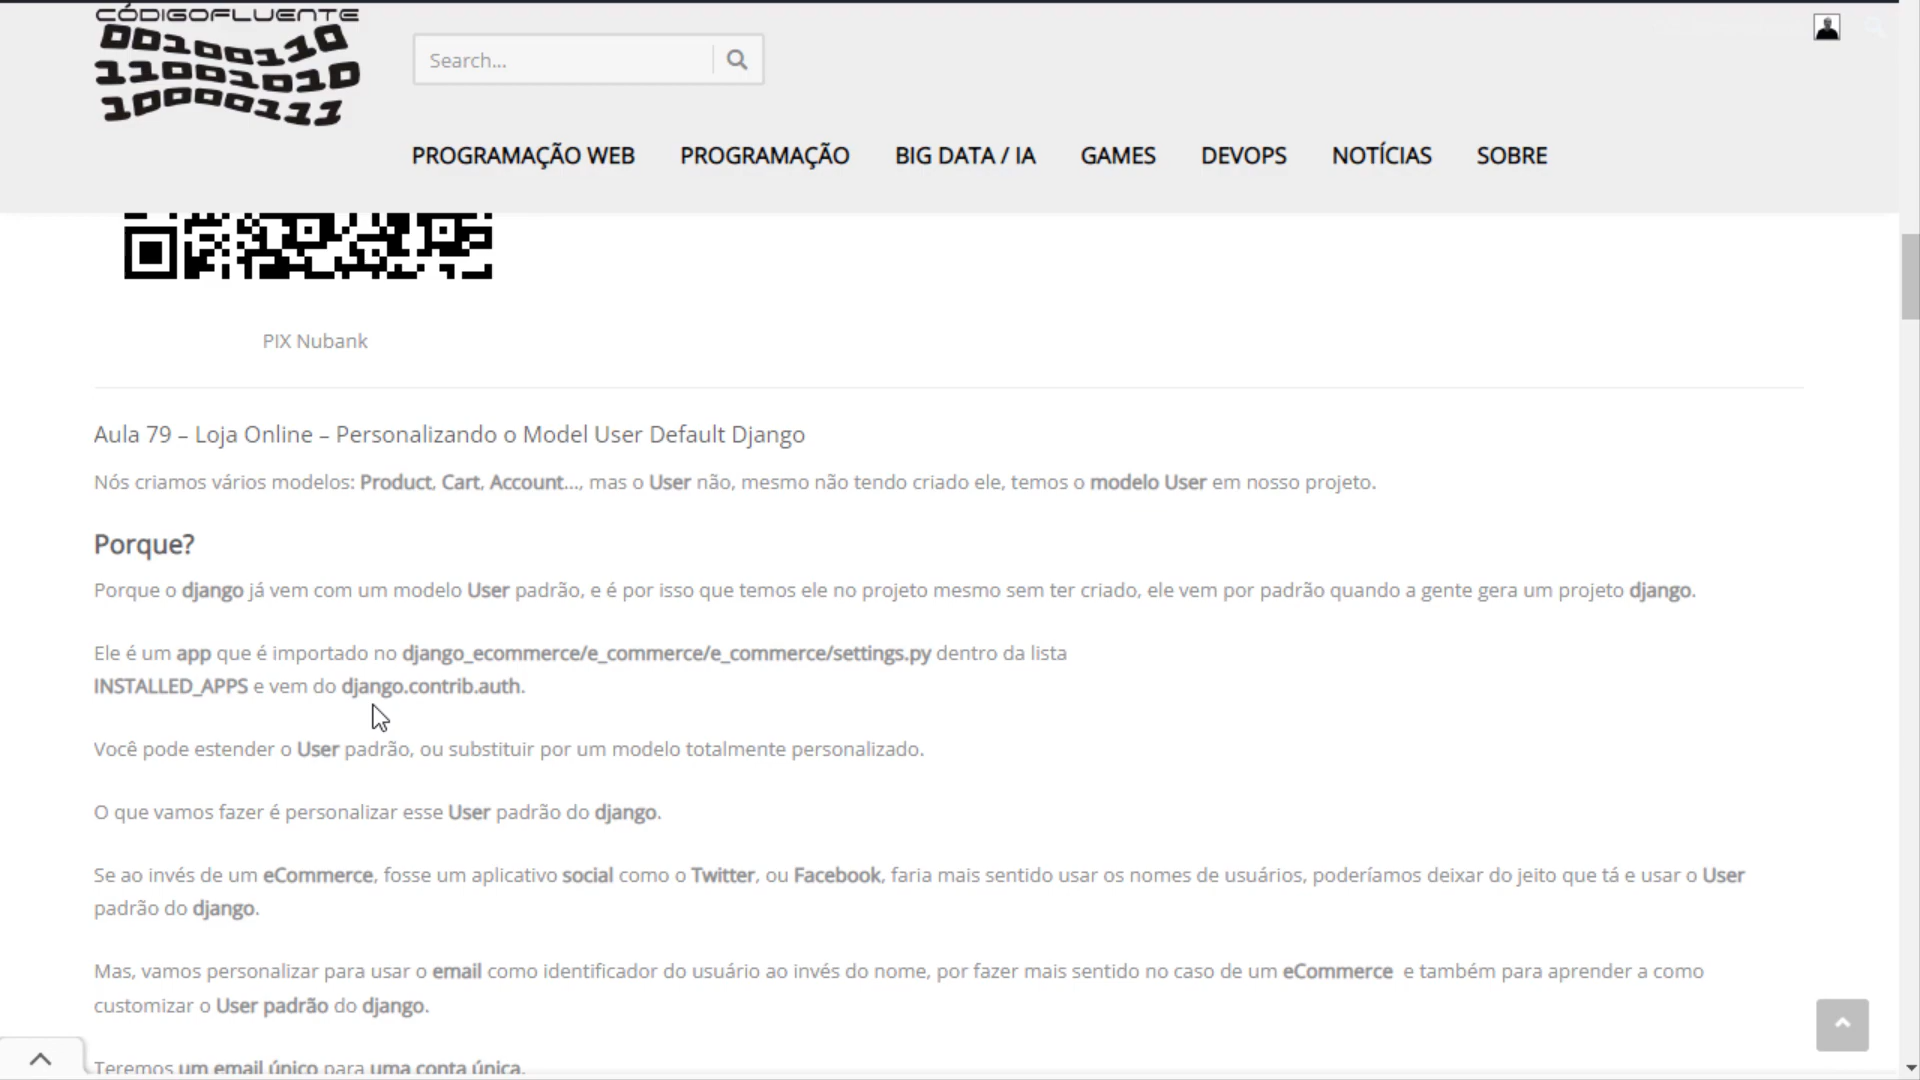 CÓDIGOFLUENTE
00100110
11001010
10000111
Search...
PROGRAMAÇÃO WEB PROGRAMAÇÃO BIG DATA / IA GAMES DEVOPS NOTÍCIAS SOBRE
PIX Nubank
Aula 79 – Loja Online – Personalizando o Model User Default Django
Nós criamos vários modelos: Product, Cart, Account..., mas o User não, mesmo não tendo criado ele, temos o modelo User em nosso projeto.
Porque?
Porque o django já vem com um modelo User padrão, e é por isso que temos ele no projeto mesmo sem ter criado, ele vem por padrão quando a gente gera um projeto django.
Ele é um app que é importado no django_ecommerce/e_commerce/e_commerce/settings.py dentro da lista
INSTALLED_APPS e vem do django.contrib.auth.
Você pode estender o User padrão, ou substituir por um modelo totalmente personalizado.
O que vamos fazer é personalizar esse User padrão do django.
Se ao invés de um eCommerce, fosse um aplicativo social como o Twitter, ou Facebook, faria mais sentido usar os nomes de usuários, poderíamos deixar do jeito que tá e usar o User
padrão do django.
Mas, vamos personalizar para usar o email como identificador do usuário ao invés do nome, por fazer mais sentido no caso de um eCommerce e também para aprender a como
customizar o User padrão do django.
Teremos um email único para uma conta única.